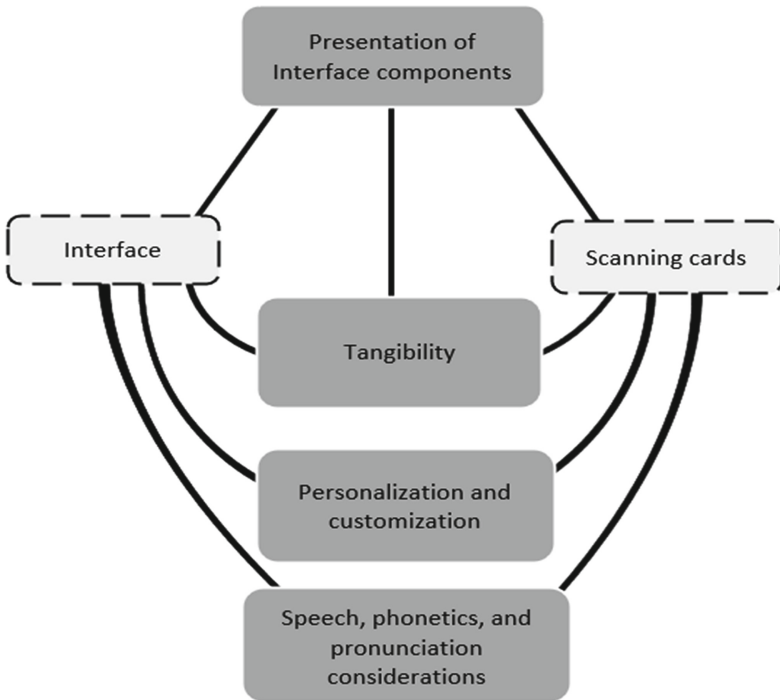 Presentation of
Interface components
Interface
Scanning cards
Tangibility
Personalization and
customization
Speech, phonetics, and
pronunciation
considerations